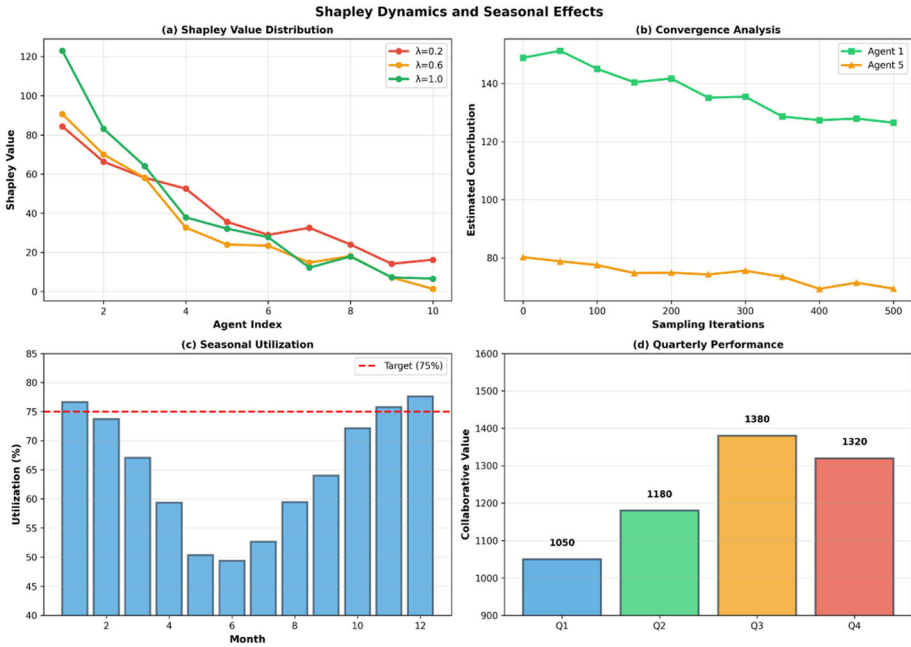 Shapley Dynamics and Seasonal Effects
(a) Shapley Value Distribution
λ=0.2
λ=0.6
λ=1.0
120
100
80
60
40
20
0
Shapley Value
2
4
6
8
10
Agent Index
(b) Convergence Analysis
Agent 1
Agent 5
140
120
100
80
Estimated Contribution
0
100
200
300
400
500
Sampling Iterations
(c) Seasonal Utilization
Target (75%)
85
80
75
70
65
60
55
50
45
40
Utilization (%)
2
4
6
8
10
12
Month
(d) Quarterly Performance
1600
1500
1400
1300
1200
1100
1000
900
Collaborative Value
1050
1180
1380
1320
Q1
Q2
Q3
Q4